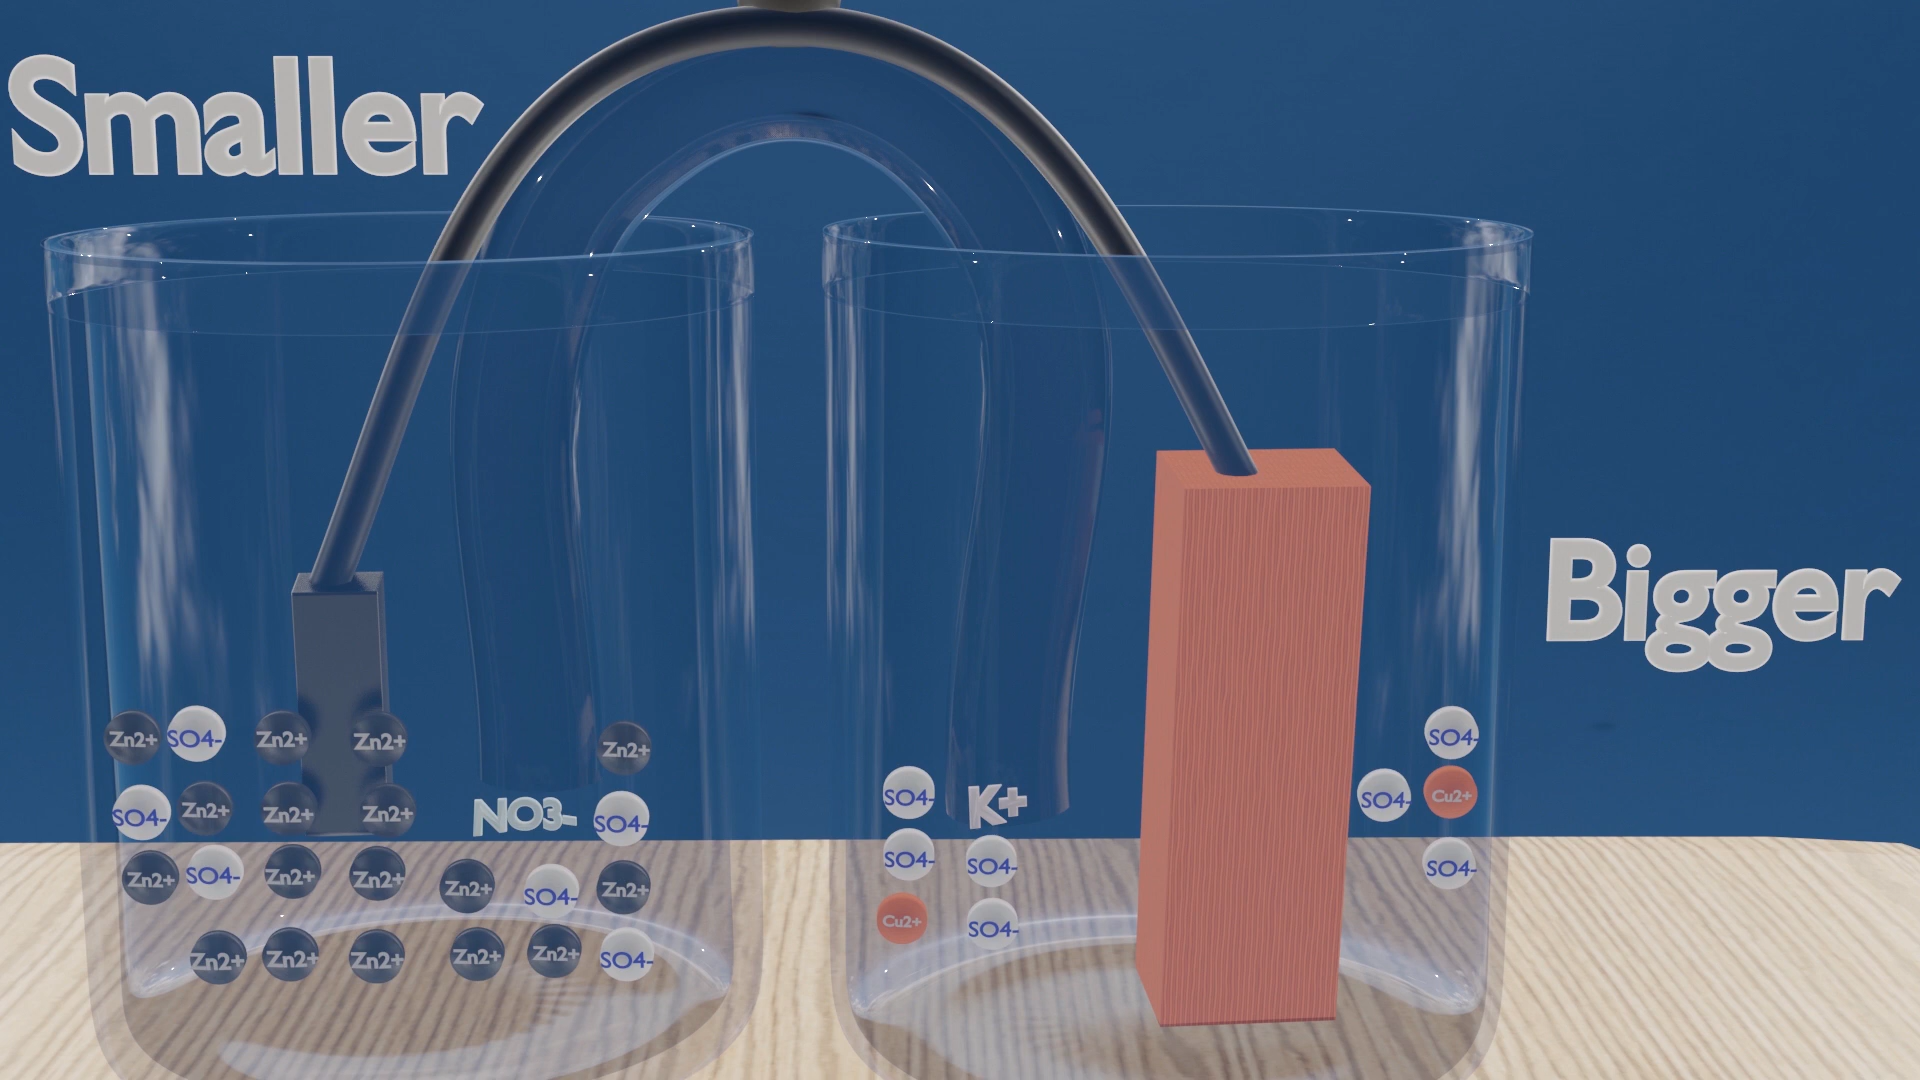 Smaller
Bigger
Zn2+ SO4- Zn2+ Zn2+ Zn2+
SO4- Zn2+ Zn2+ Zn2+ NO3- SO4-
Zn2+ SO4- Zn2+ Zn2+ Zn2+ SO4- Zn2+
Zn2+ Zn2+ Zn2+ Zn2+ Zn2+ SO4-
SO4-
SO4- K+ SO4- Cu2+
SO4- SO4- SO4-
Cu2+ SO4-